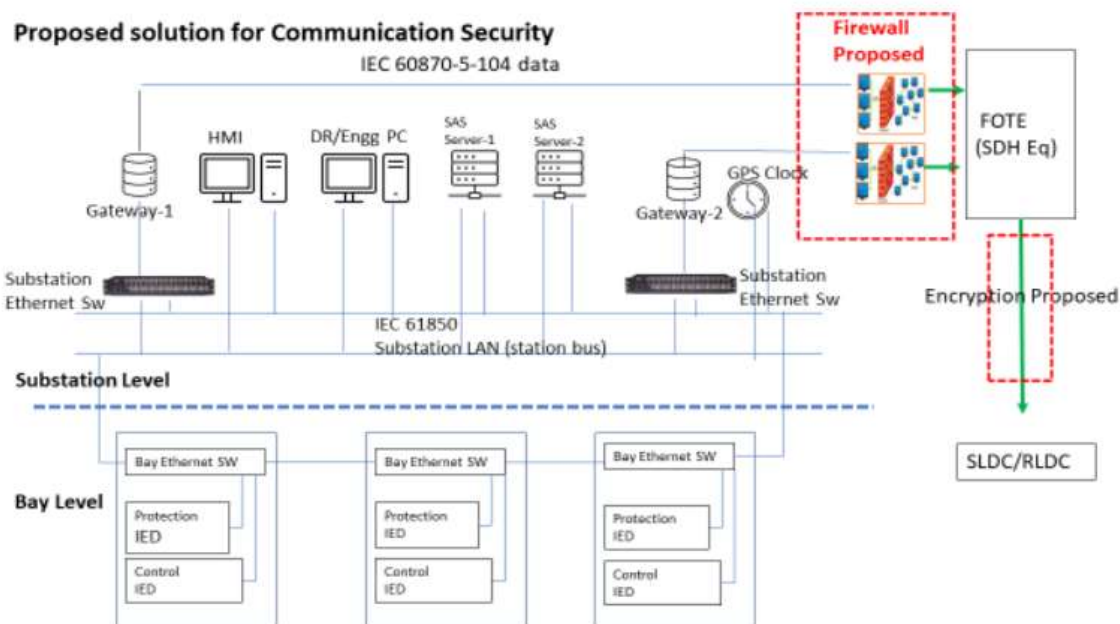 Proposed solution for Communication Security
Firewall
Proposed
IEC 60870-5-104 data
FOTE
(SDH Eq)
HMI
DR/Engg PC
SAS
Server-1
SAS
Server-2
GPS Clock
Gateway-1
Gateway-2
Substation
Ethernet Sw
Substation
Ethernet Sw
Encryption Proposed
IEC 61850
Substation LAN (station bus)
Substation Level
Bay Ethernet SW
Bay Ethernet SW
Bay Ethernet SW
SLDC/RLDC
Bay Level
Protection
IED
Protection
IED
Protection
IED
Control
IED
Control
IED
Control
IED